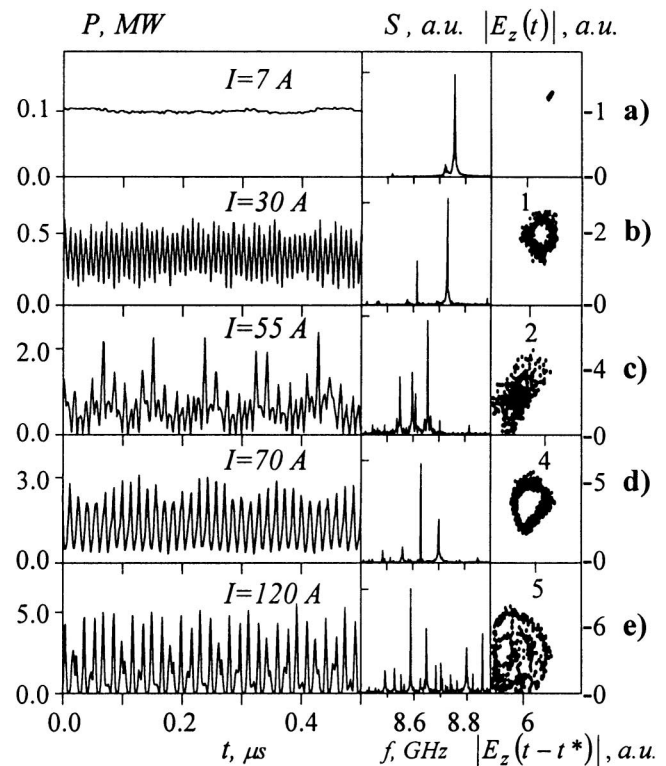 P, MW S, a.u. |E_z(t)|, a.u.
I=7 A
0.1
1
a)
0.0
0
I=30 A
1
0.5
2
b)
0.0
0
I=55 A
2
2.0
4
c)
0.0
0
I=70 A
4
3.0
5
d)
0.0
0
I=120 A
5
5.0
6
e)
0.0
0
0.0 0.2 0.4 8.6 8.8 6
t, μs f, GHz |E_z(t-t*)|, a.u.